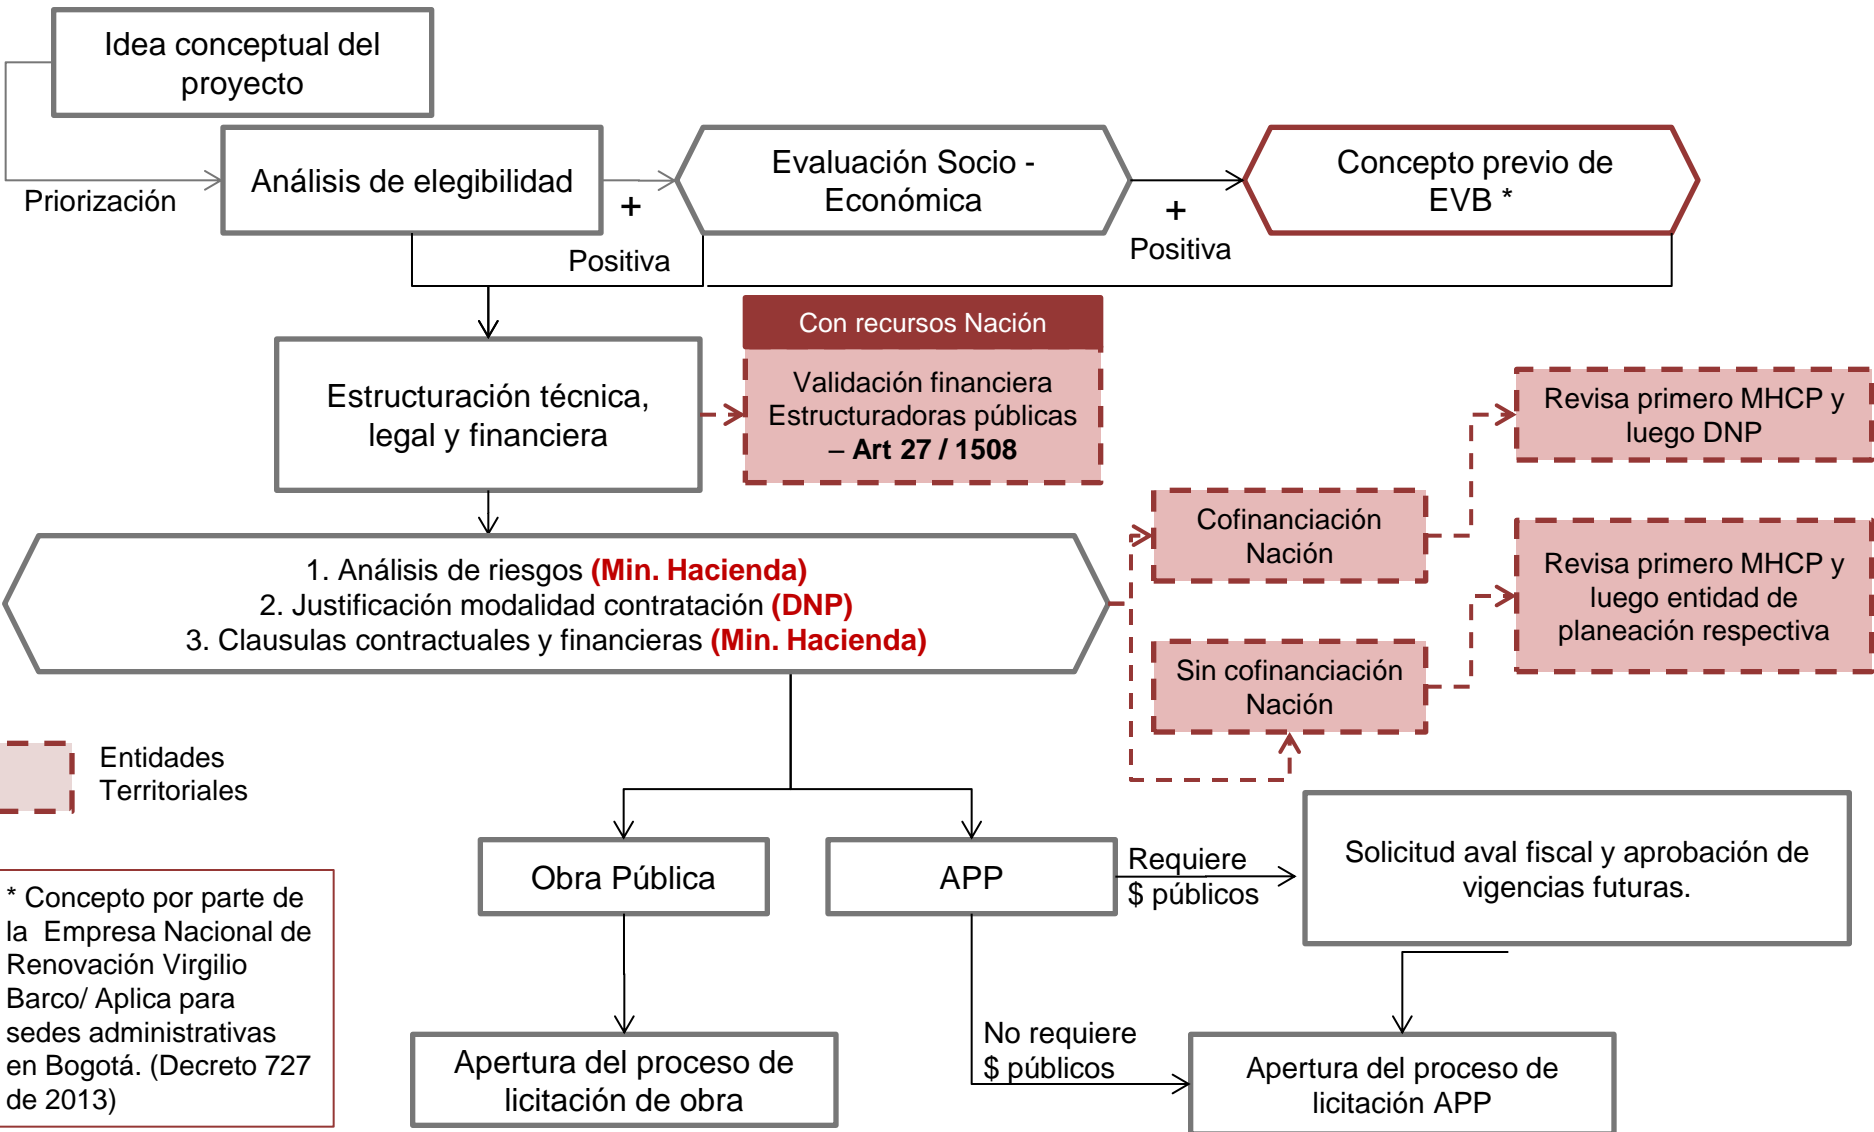 Idea conceptual del
proyecto
Priorización
Análisis de elegibilidad
+
Positiva
Evaluación Socio -
Económica
+
Positiva
Concepto previo de
EVB *
Estructuración técnica,
legal y financiera
Con recursos Nación
Validación financiera
Estructuradoras públicas
– Art 27 / 1508
1. Análisis de riesgos (Min. Hacienda)
2. Justificación modalidad contratación (DNP)
3. Clausulas contractuales y financieras (Min. Hacienda)
Cofinanciación
Nación
Sin cofinanciación
Nación
Revisa primero MHCP y
luego DNP
Revisa primero MHCP y
luego entidad de
planeación respectiva
Entidades
Territoriales
Obra Pública
APP
Requiere
$ públicos
Solicitud aval fiscal y aprobación de
vigencias futuras.
No requiere
$ públicos
Apertura del proceso de
licitación de obra
Apertura del proceso de
licitación APP
* Concepto por parte de
la Empresa Nacional de
Renovación Virgilio
Barco/ Aplica para
sedes administrativas
en Bogotá. (Decreto 727
de 2013)